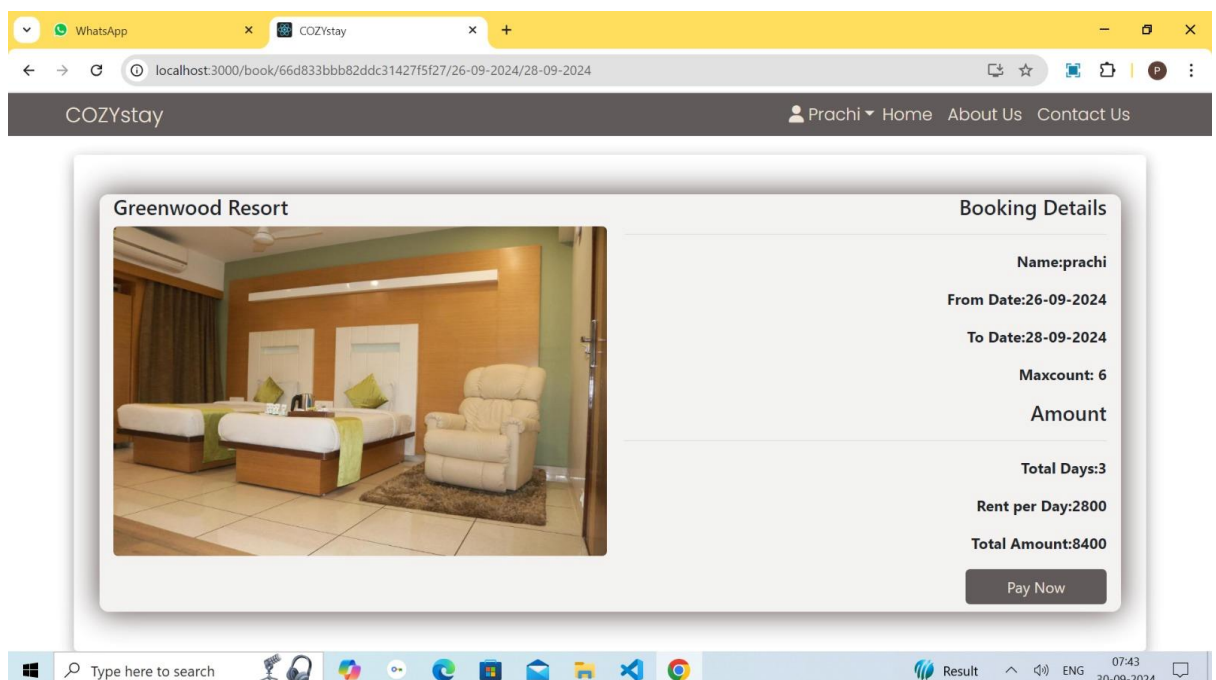 WhatsApp
COZYstay
localhost:3000/book/66d833bbb82ddc31427f5f27/26-09-2024/28-09-2024
P
COZYstay
Prachi Home About Us Contact Us
Greenwood Resort
Booking Details
Name:prachi
From Date:26-09-2024
To Date:28-09-2024
Maxcount: 6
Amount
Total Days:3
Rent per Day:2800
Total Amount:8400
Pay Now
Type here to search
Result
ENG
07:43
30-09-2024